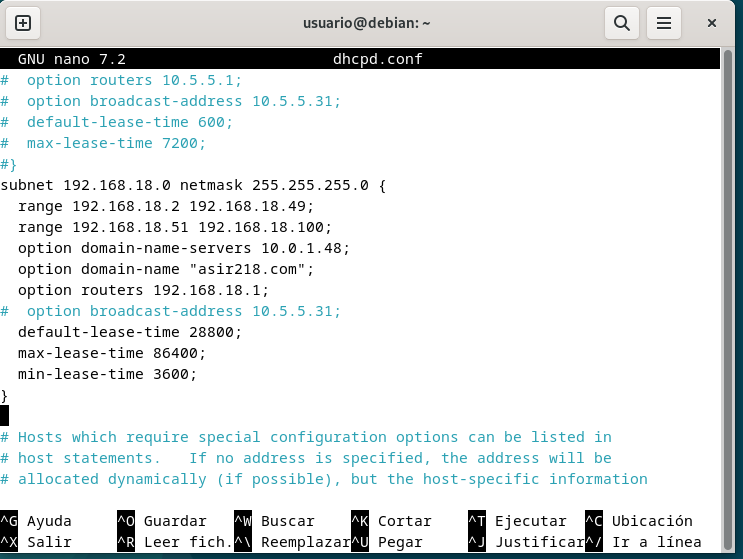 usuario@debian: ~
GNU nano 7.2 dhcpd.conf
#  option routers 10.5.5.1;
#  option broadcast-address 10.5.5.31;
#  default-lease-time 600;
#  max-lease-time 7200;
#}
subnet 192.168.18.0 netmask 255.255.255.0 {
  range 192.168.18.2 192.168.18.49;
  range 192.168.18.51 192.168.18.100;
  option domain-name-servers 10.0.1.48;
  option domain-name "asir218.com";
  option routers 192.168.18.1;
#  option broadcast-address 10.5.5.31;
  default-lease-time 28800;
  max-lease-time 86400;
  min-lease-time 3600;
}
# Hosts which require special configuration options can be listed in
# host statements.   If no address is specified, the address will be
# allocated dynamically (if possible), but the host-specific information
^G Ayuda ^O Guardar ^W Buscar ^K Cortar ^T Ejecutar ^C Ubicación
^X Salir ^R Leer fich. ^\ Reemplazar ^U Pegar ^J Justificar ^/ Ir a línea